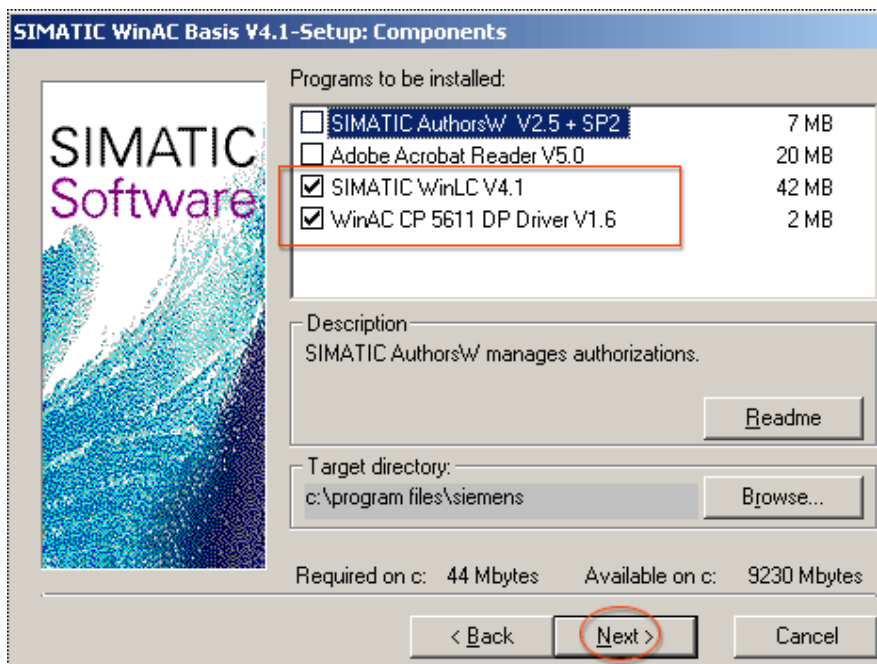 SIMATIC WinAC Basis V4.1-Setup: Components
SIMATIC
Software
Programs to be installed:
SIMATIC AuthorsW V2.5 + SP2 7 MB
Adobe Acrobat Reader V5.0 20 MB
SIMATIC WinLC V4.1 42 MB
WinAC CP 5611 DP Driver V1.6 2 MB
Description
SIMATIC AuthorsW manages authorizations.
Readme
Target directory:
c:\program files\siemens
Browse...
Required on c: 44 Mbytes Available on c: 9230 Mbytes
< Back Next > Cancel